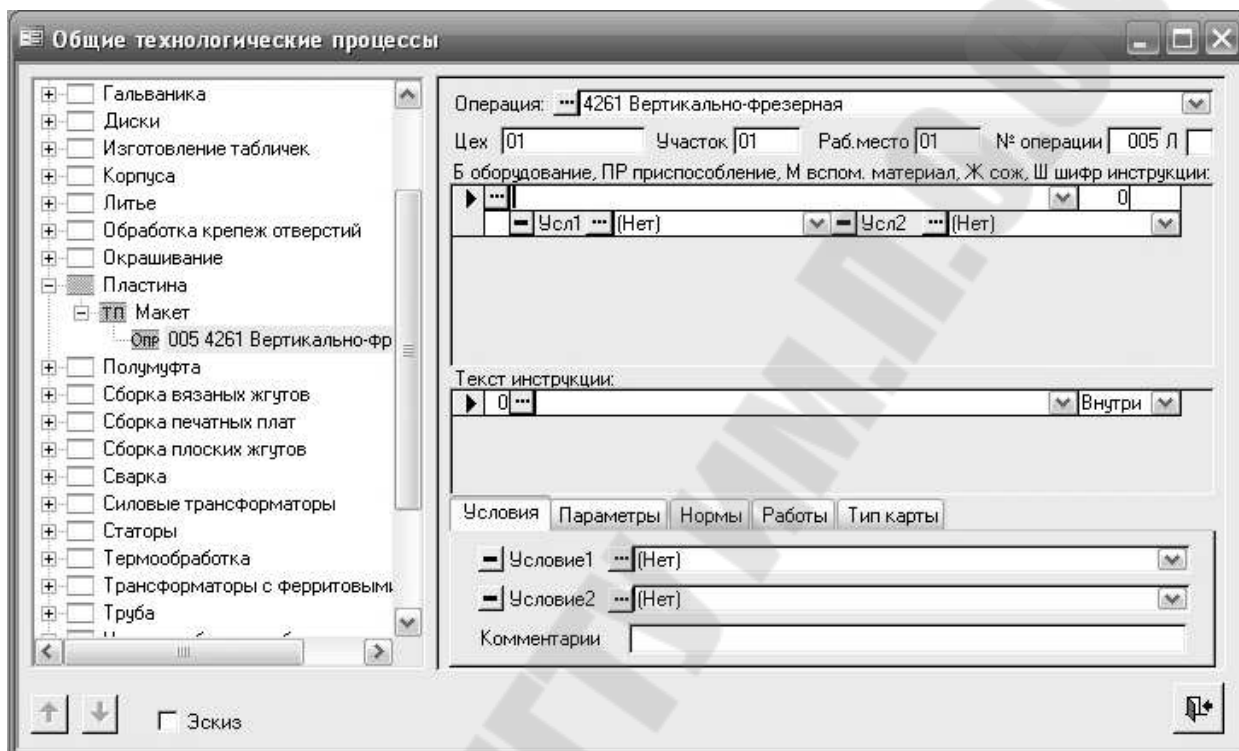 Общие технологические процессы
Гальваника
Диски
Изготовление табличек
Корпуса
Литье
Обработка крепеж отверстий
Окрашивание
Пластина
ТП Макет
Опр 005 4261 Вертикально-фр
Полумуфта
Сборка вязаных жгутов
Сборка печатных плат
Сборка плоских жгутов
Сварка
Силовые трансформаторы
Статоры
Термообработка
Трансформаторы с ферритовыми
Труба
Эскиз
Операция: ... 4261 Вертикально-фрезерная
Цех 01 Участок 01 Раб.место 01 № операции 005 Л
Б оборудование, ПР приспособление, М вспом. материал, Ж сож, Ш шифр инструкции:
... 0
Усл1 ... (Нет) Усл2 ... (Нет)
Текст инструкции:
0 ... Внутри
Условия Параметры Нормы Работы Тип карты
Условие1 ... (Нет)
Условие2 ... (Нет)
Комментарии